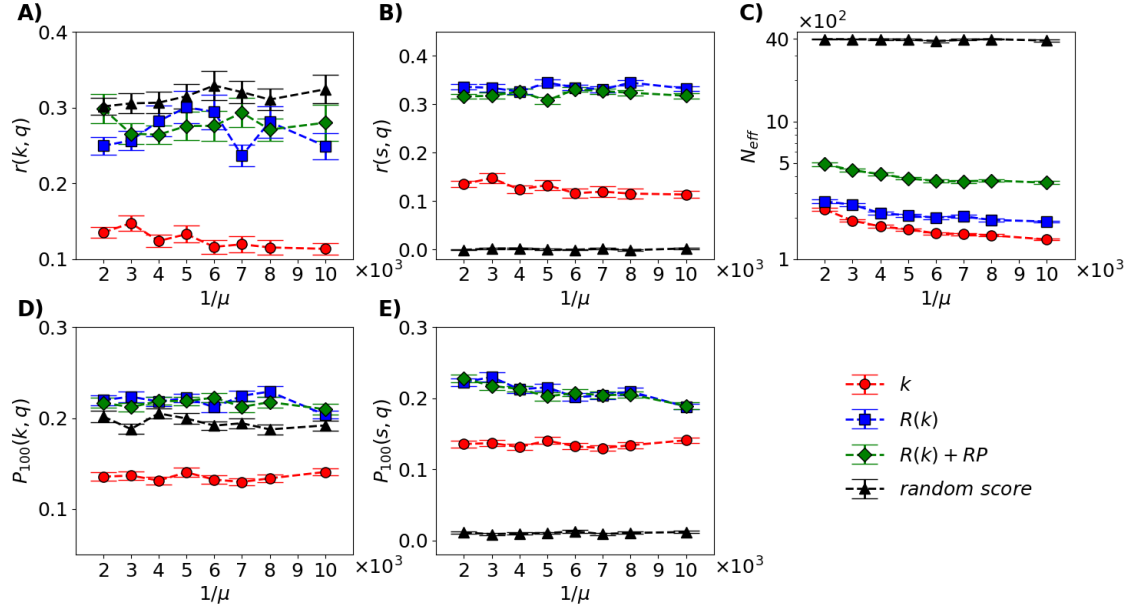 A)
0.4
0.3
0.2
0.1
r(k, q)
2 3 4 5 6 7 8 9 10
×10³
1/μ
B)
0.4
0.3
0.2
0.1
0.0
r(s, q)
2 3 4 5 6 7 8 9 10
×10³
1/μ
C)
×10²
40
10
5
1
N_eff
2 3 4 5 6 7 8 9 10
×10³
1/μ
D)
0.3
0.2
0.1
P₁₀₀(k, q)
2 3 4 5 6 7 8 9 10
×10³
1/μ
E)
0.3
0.2
0.1
0.0
P₁₀₀(s, q)
2 3 4 5 6 7 8 9 10
×10³
1/μ
k
R(k)
R(k) + RP
random score